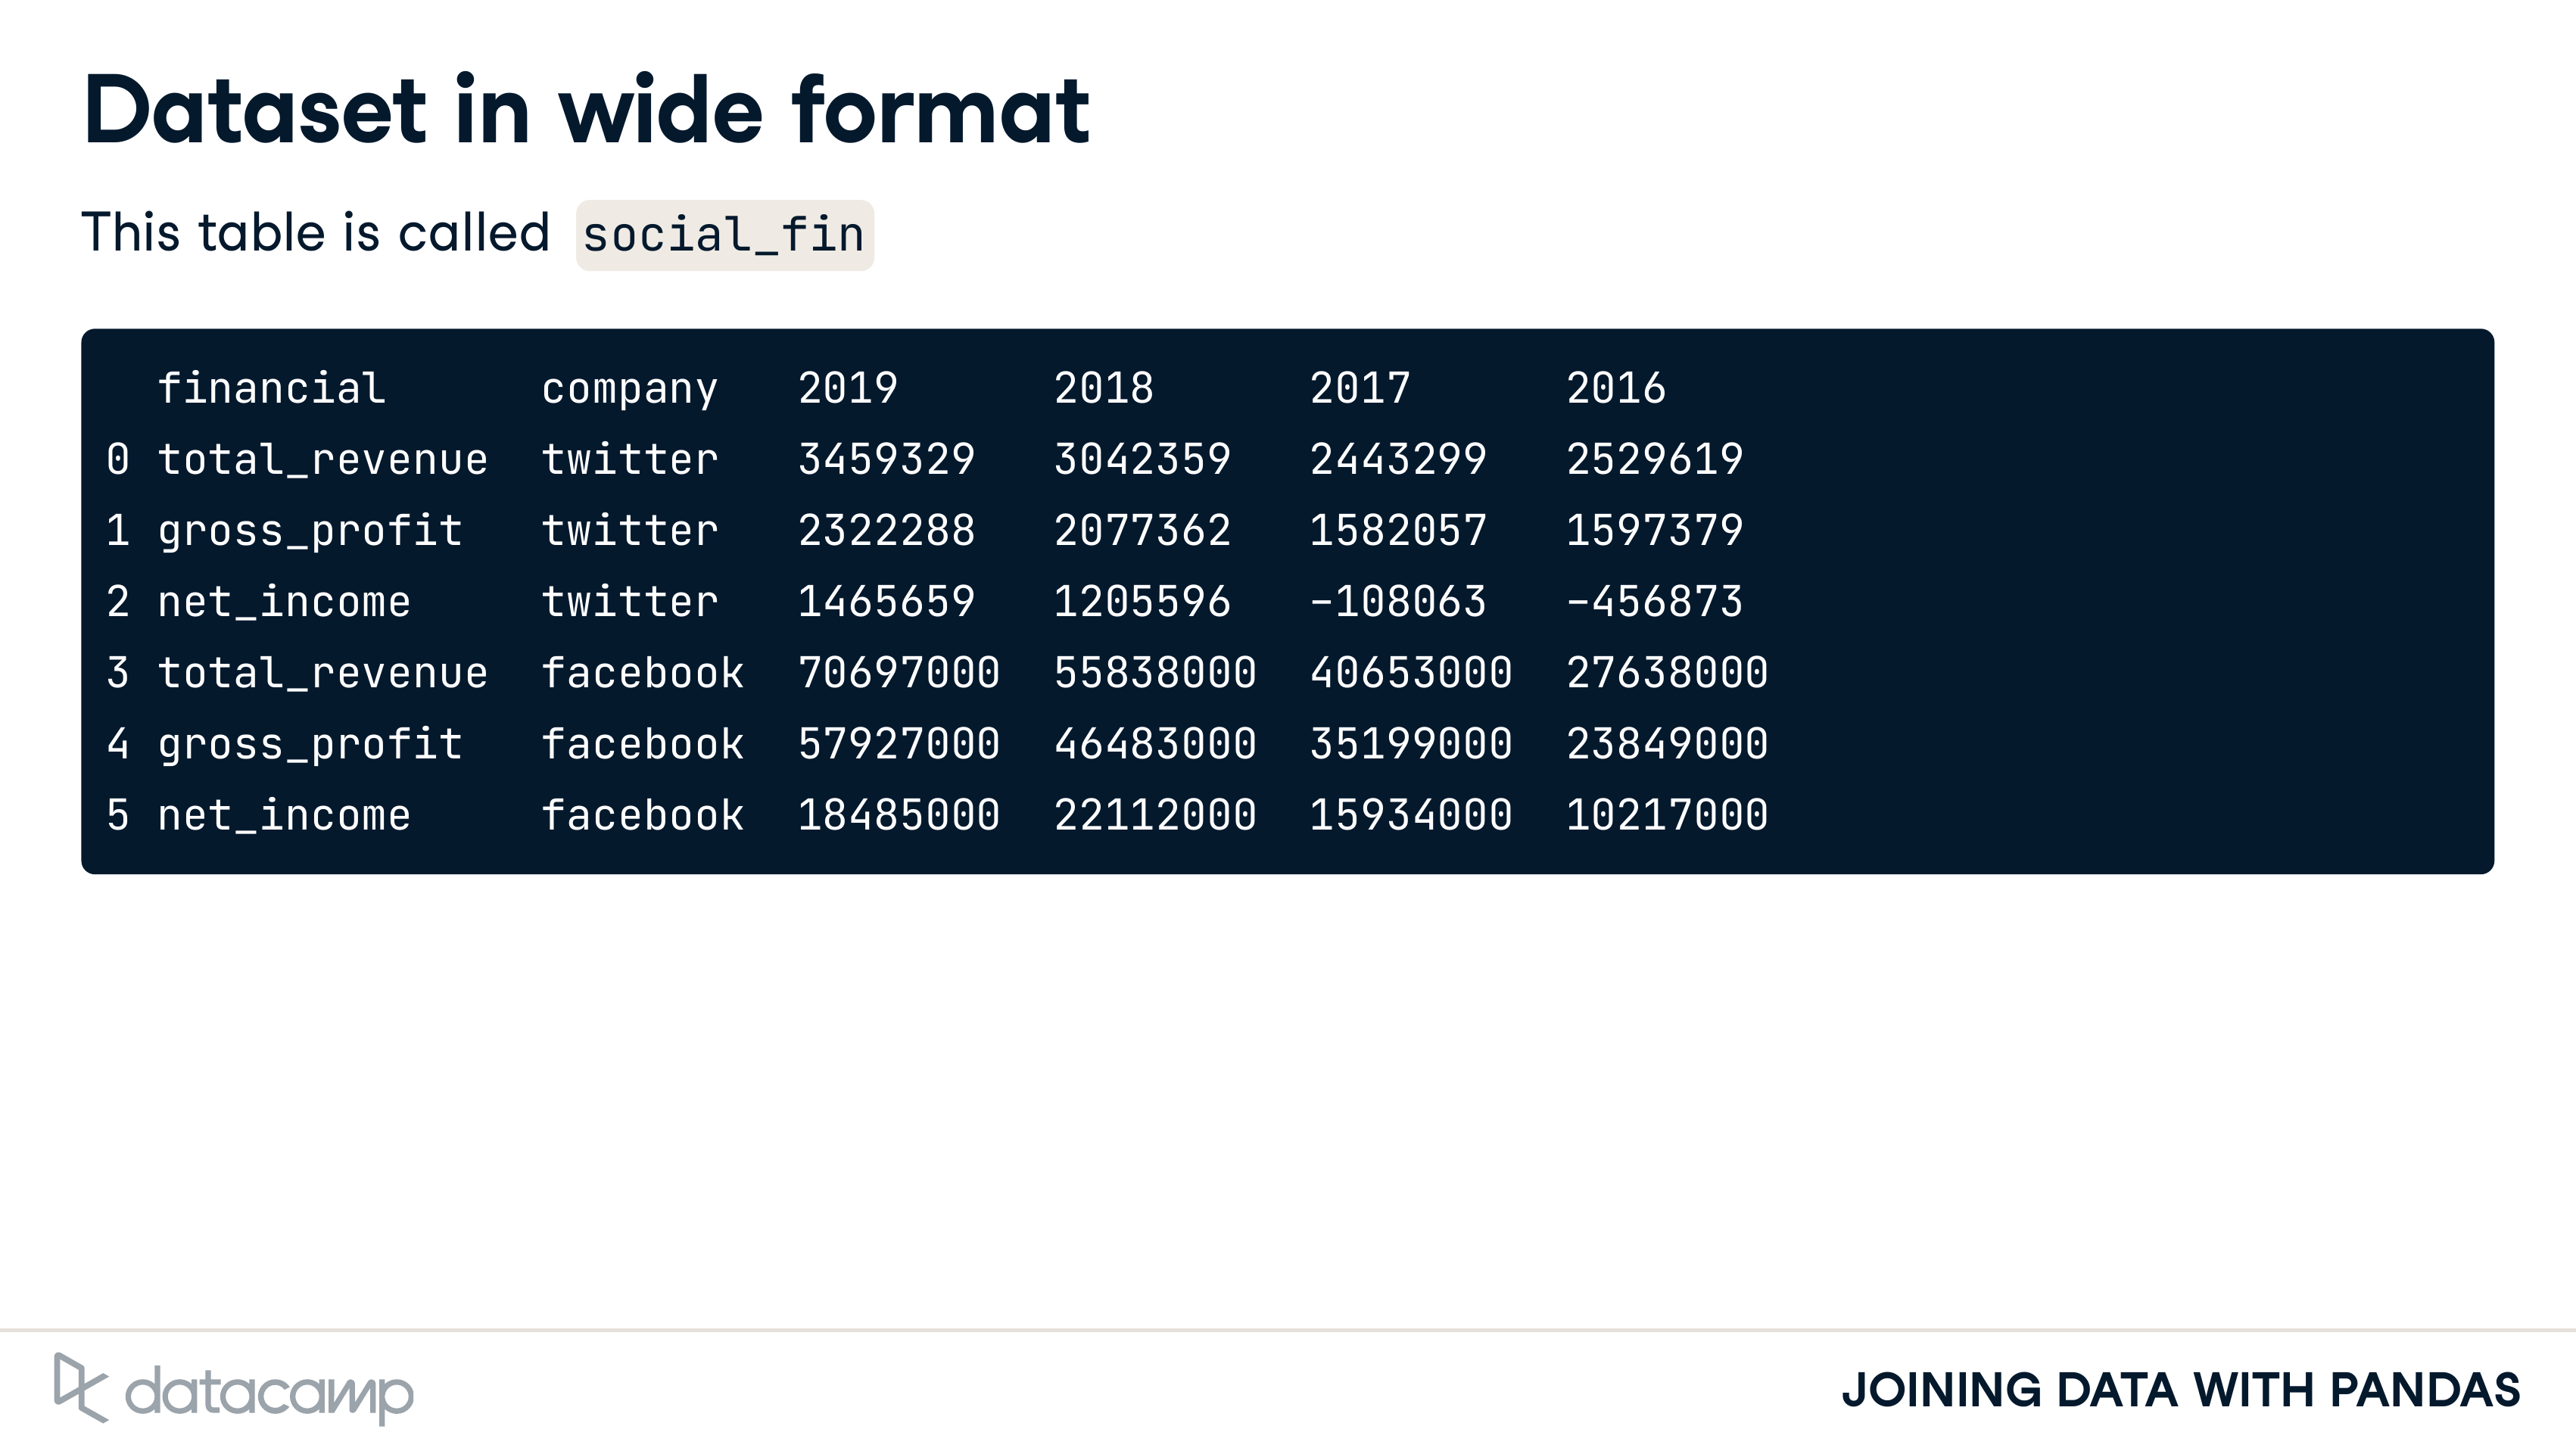 Dataset in wide format
This table is called social_fin
financial company 2019 2018 2017 2016
0 total_revenue twitter 3459329 3042359 2443299 2529619
1 gross_profit twitter 2322288 2077362 1582057 1597379
2 net_income twitter 1465659 1205596 -108063 -456873
3 total_revenue facebook 70697000 55838000 40653000 27638000
4 gross_profit facebook 57927000 46483000 35199000 23849000
5 net_income facebook 18485000 22112000 15934000 10217000
datacamp
JOINING DATA WITH PANDAS